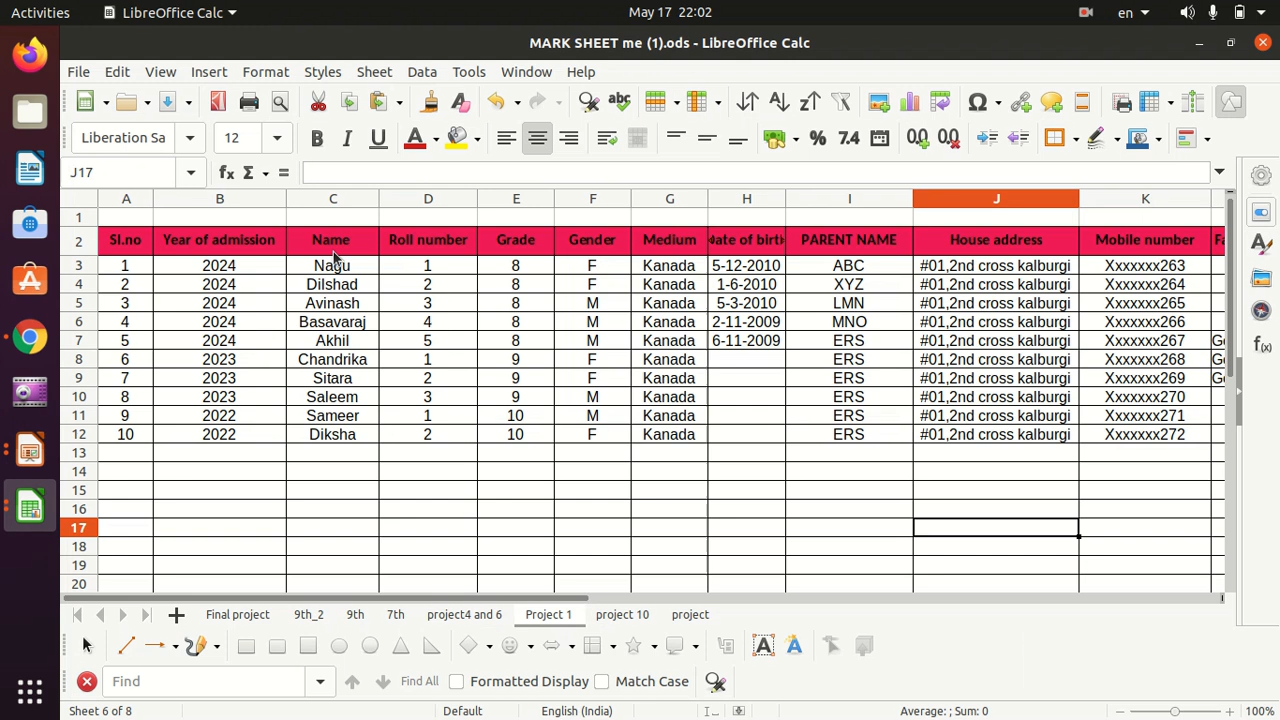 Activities LibreOffice Calc May 17 22:02 en
MARK SHEET me (1).ods - LibreOffice Calc
File Edit View Insert Format Styles Sheet Data Tools Window Help
Liberation Sa 12 % 7.4
J17 fx Σ =
A B C D E F G H I J K
1
2 Sl.no Year of admission Name Roll number Grade Gender Medium Date of birth PARENT NAME House address Mobile number Fa
3 1 2024 Nagu 1 8 F Kanada 5-12-2010 ABC #01,2nd cross kalburgi Xxxxxxx263
4 2 2024 Dilshad 2 8 F Kanada 1-6-2010 XYZ #01,2nd cross kalburgi Xxxxxxx264
5 3 2024 Avinash 3 8 M Kanada 5-3-2010 LMN #01,2nd cross kalburgi Xxxxxxx265
6 4 2024 Basavaraj 4 8 M Kanada 2-11-2009 MNO #01,2nd cross kalburgi Xxxxxxx266
7 5 2024 Akhil 5 8 M Kanada 6-11-2009 ERS #01,2nd cross kalburgi Xxxxxxx267 Go
8 6 2023 Chandrika 1 9 F Kanada ERS #01,2nd cross kalburgi Xxxxxxx268
9 7 2023 Sitara 2 9 F Kanada ERS #01,2nd cross kalburgi Xxxxxxx269 Go
10 8 2023 Saleem 3 9 M Kanada ERS #01,2nd cross kalburgi Xxxxxxx270
11 9 2022 Sameer 1 10 M Kanada ERS #01,2nd cross kalburgi Xxxxxxx271
12 10 2022 Diksha 2 10 F Kanada ERS #01,2nd cross kalburgi Xxxxxxx272
13
14
15
16
17
18
19
20
Final project 9th_2 9th 7th project4 and 6 Project 1 project 10 project
Find Find All Formatted Display Match Case
Sheet 6 of 8 Default English (India) Average: ; Sum: 0 100%